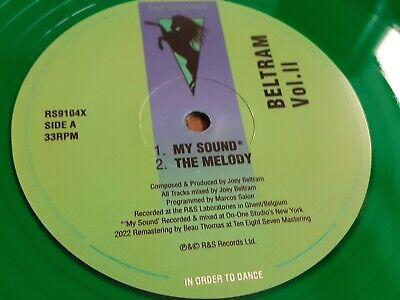 R&S RECORDS
RS9104X
SIDE A
33RPM
BELTRAM
Vol.II
1. MY SOUND*
2. THE MELODY
Composed & Produced by Joey Beltram
All Tracks mixed by Joey Beltram
Programmed by Marcos Salon
Recorded at the R&S Laboratories in Ghent/Belgium
*'My Sound' Recorded & mixed at On-One Studio's New York
2022 Remastering by Beau Thomas at Ten Eight Seven Mastering
℗&© R&S Records Ltd.
IN ORDER TO DANCE